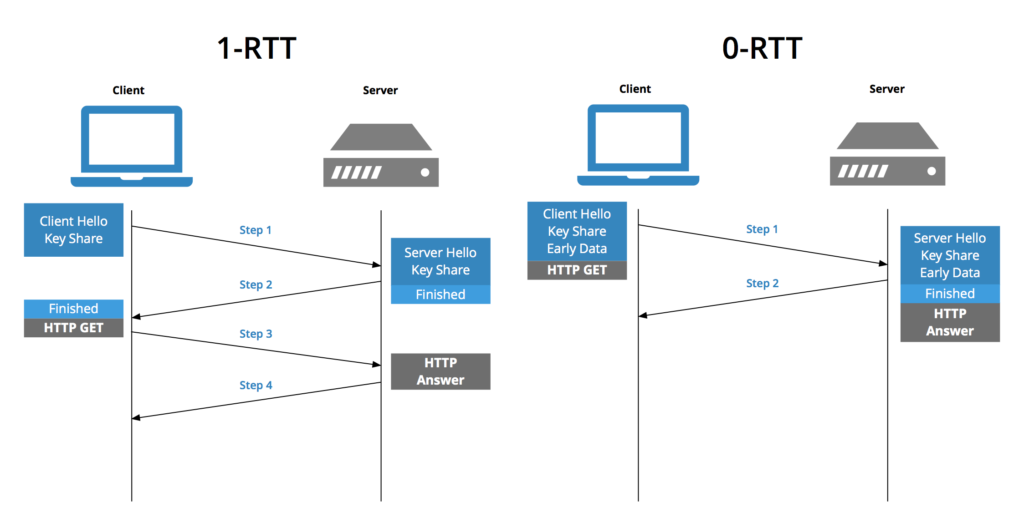 1-RTT
Client
Server
Client Hello
Key Share
Step 1
Server Hello
Key Share
Finished
Step 2
Finished
HTTP GET
Step 3
HTTP
Answer
Step 4
0-RTT
Client
Server
Client Hello
Key Share
Early Data
HTTP GET
Step 1
Server Hello
Key Share
Early Data
Finished
HTTP
Answer
Step 2